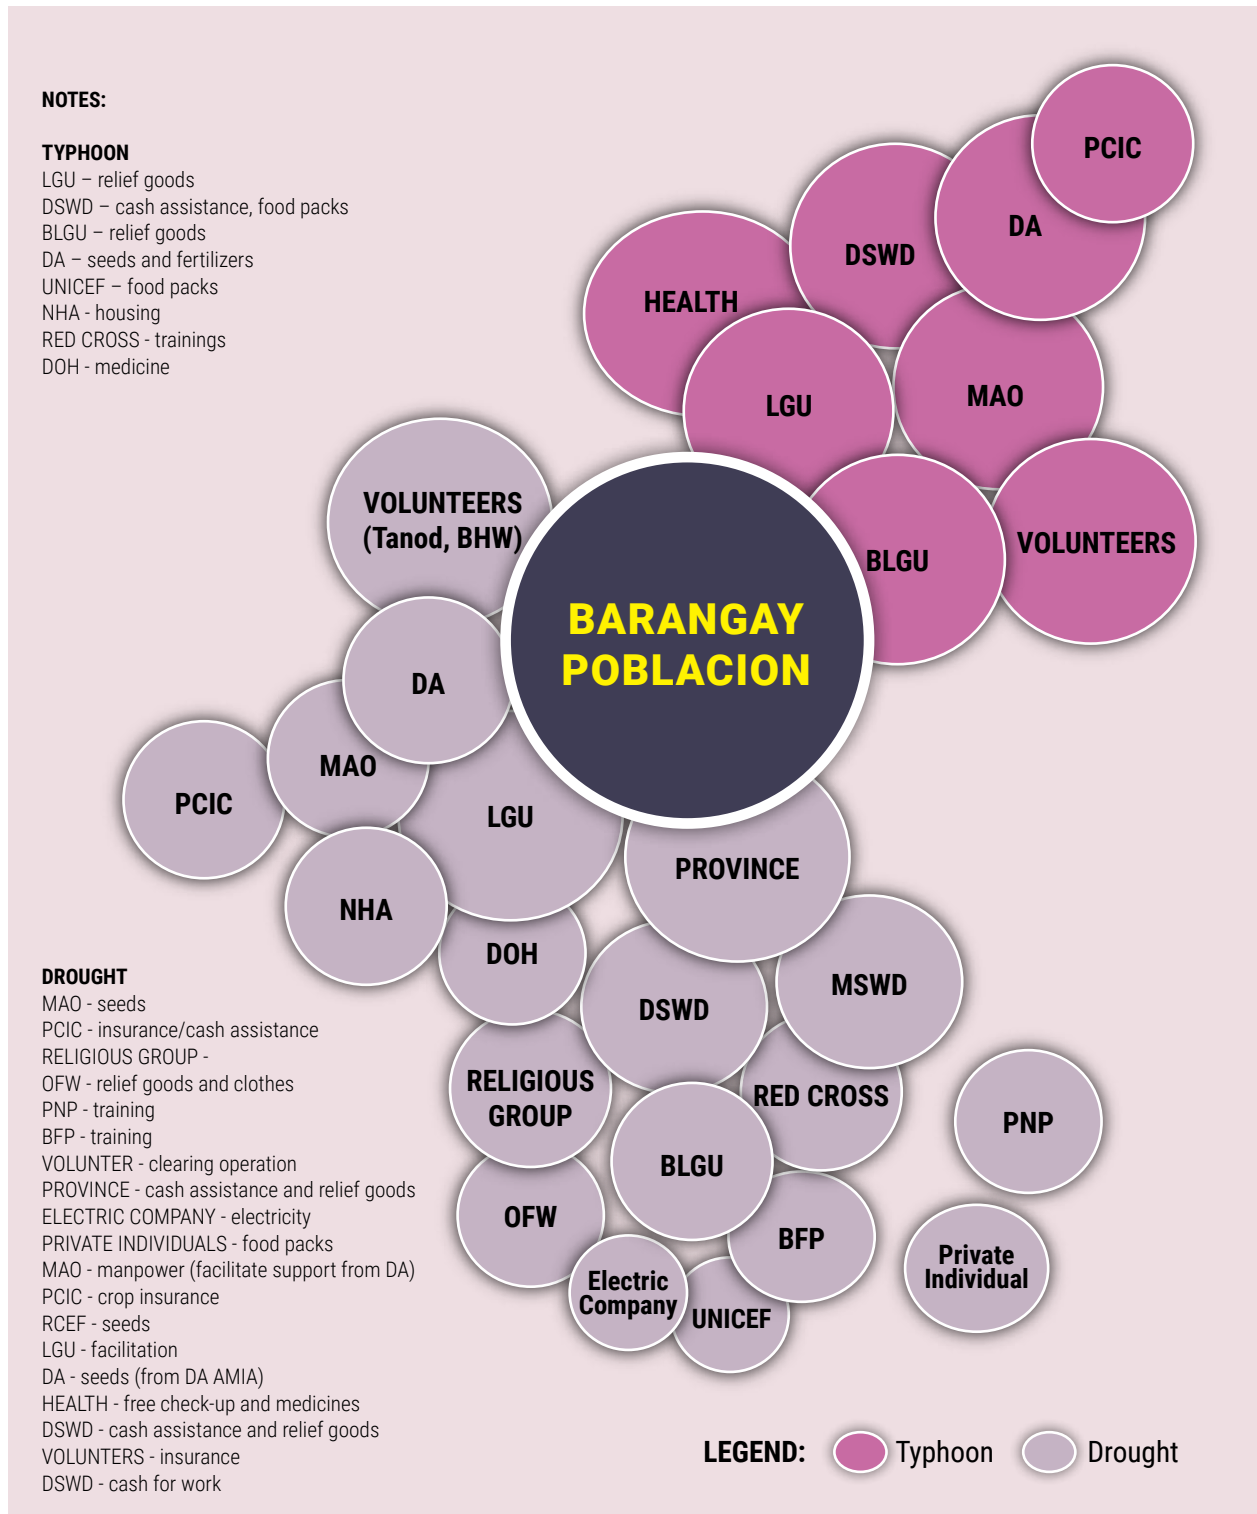 NOTES:
TYPHOON
LGU – relief goods
DSWD – cash assistance, food packs
BLGU – relief goods
DA – seeds and fertilizers
UNICEF – food packs
NHA - housing
RED CROSS - trainings
DOH - medicine
PCIC
DA
DSWD
HEALTH
LGU
MAO
BLGU
VOLUNTEERS
VOLUNTEERS
(Tanod, BHW)
BARANGAY
POBLACION
DA
MAO
PCIC
LGU
PROVINCE
NHA
DOH
DSWD
MSWD
RELIGIOUS
GROUP
RED CROSS
PNP
BLGU
OFW
BFP
Private
Individual
Electric
Company
UNICEF
DROUGHT
MAO - seeds
PCIC - insurance/cash assistance
RELIGIOUS GROUP -
OFW - relief goods and clothes
PNP - training
BFP - training
VOLUNTER - clearing operation
PROVINCE - cash assistance and relief goods
ELECTRIC COMPANY - electricity
PRIVATE INDIVIDUALS - food packs
MAO - manpower (facilitate support from DA)
PCIC - crop insurance
RCEF - seeds
LGU - facilitation
DA - seeds (from DA AMIA)
HEALTH - free check-up and medicines
DSWD - cash assistance and relief goods
VOLUNTERS - insurance
DSWD - cash for work
LEGEND: Typhoon Drought